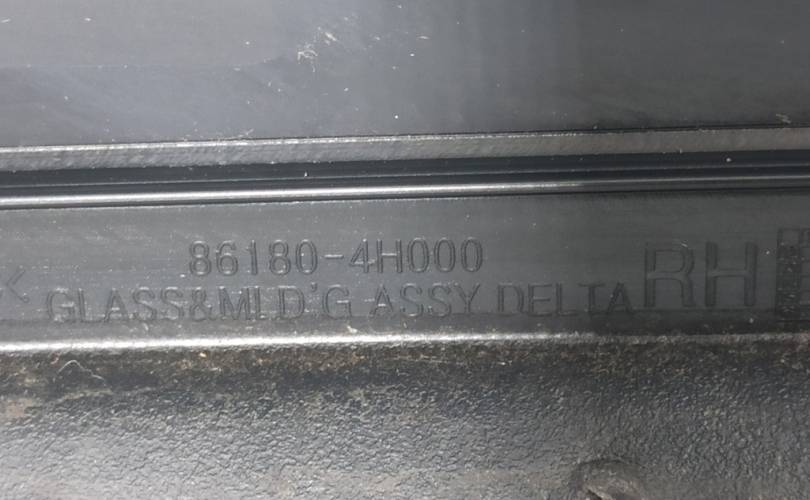 86180-4H000
GLASS&MLD'G ASSY DELTA RH